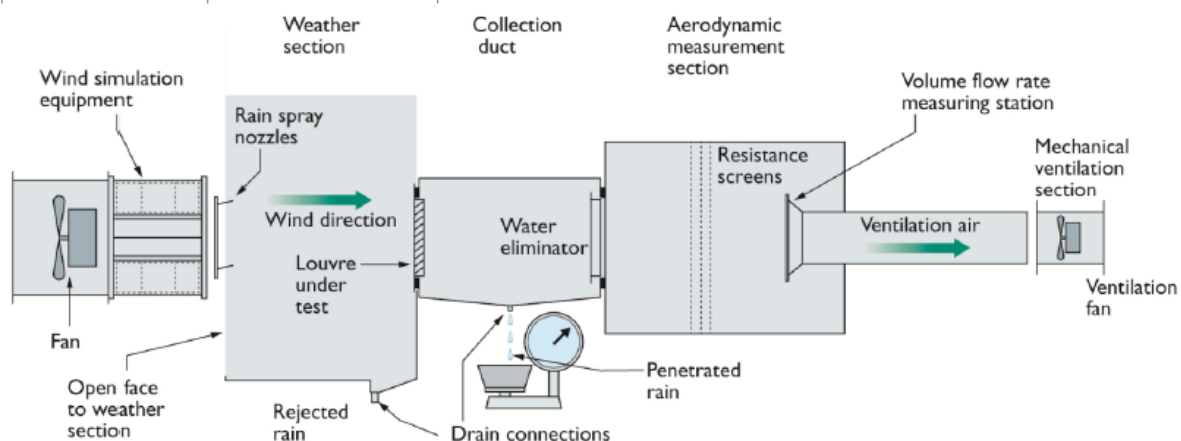 Weather
section
Collection
duct
Aerodynamic
measurement
section
Wind simulation
equipment
Rain spray
nozzles
Volume flow rate
measuring station
Mechanical
ventilation
section
Resistance
screens
Wind direction
Water
eliminator
Ventilation air
Louvre
under
test
Ventilation
fan
Fan
Open face
to weather
section
Rejected
rain
Drain connections
Penetrated
rain